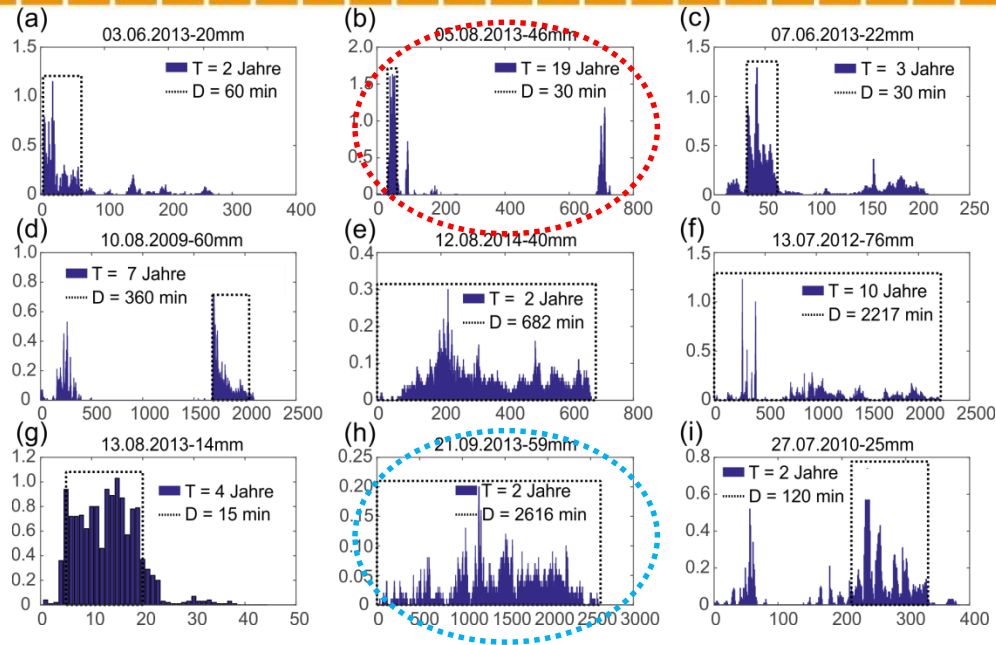 (a)
03.06.2013-20mm
T = 2 Jahre
D = 60 min
1.5
1.0
0.5
0
0 100 200 300 400
(b)
05.08.2013-46mm
T = 19 Jahre
D = 30 min
2.0
1.5
1.0
0.5
0
0 200 400 600 800
(c)
07.06.2013-22mm
T = 3 Jahre
D = 30 min
1.5
1.0
0.5
0
0 50 100 150 200 250
(d)
10.08.2009-60mm
T = 7 Jahre
D = 360 min
1.0
0.8
0.6
0.4
0.2
0
0 500 1000 1500 2000 2500
(e)
12.08.2014-40mm
T = 2 Jahre
D = 682 min
0.4
0.3
0.2
0.1
0
0 200 400 600 800
(f)
13.07.2012-76mm
T = 10 Jahre
D = 2217 min
1.5
1.0
0.5
0
0 500 1000 1500 2000 2500
(g)
13.08.2013-14mm
T = 4 Jahre
D = 15 min
1.2
1.0
0.8
0.6
0.4
0.2
0
0 10 20 30 40 50
(h)
21.09.2013-59mm
T = 2 Jahre
D = 2616 min
0.25
0.20
0.15
0.10
0.05
0
0 500 1000 1500 2000 2500 3000
(i)
27.07.2010-25mm
T = 2 Jahre
D = 120 min
0.8
0.6
0.4
0.2
0
0 100 200 300 400